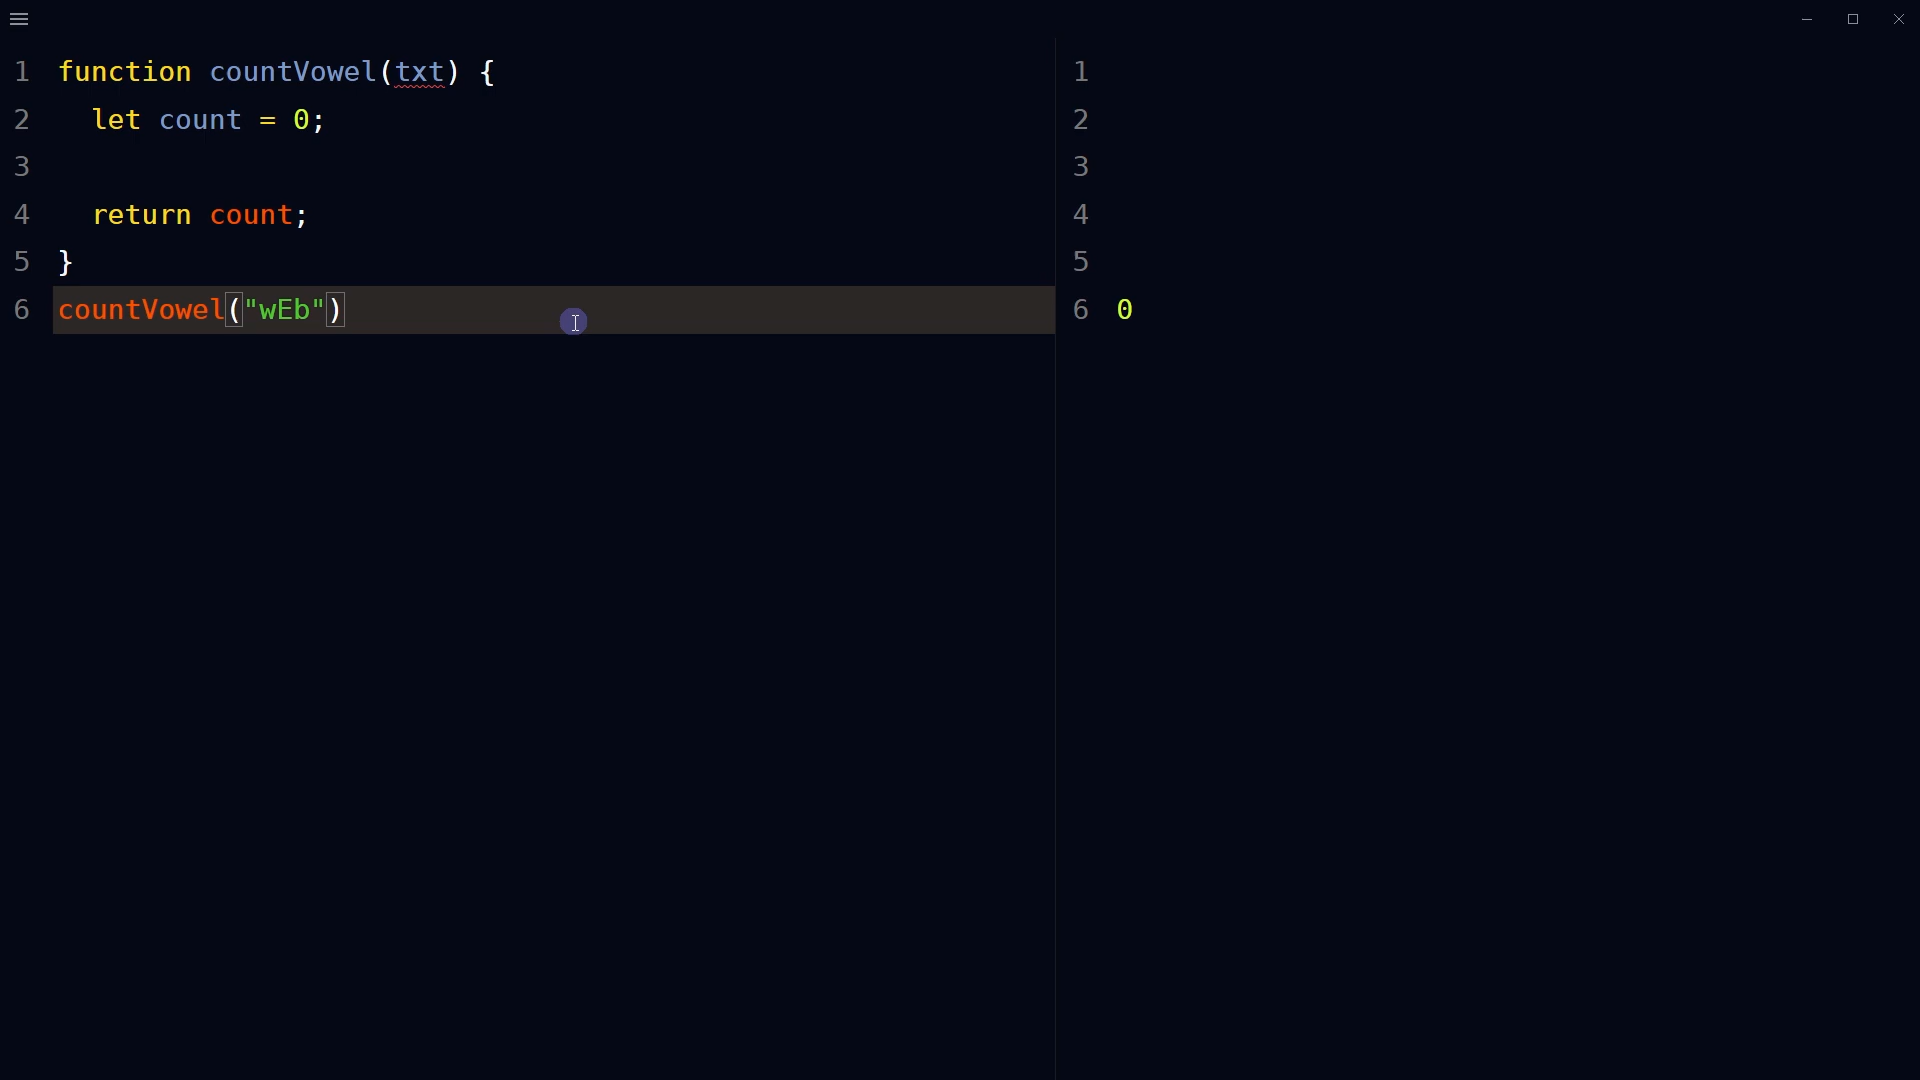 1 function countVowel(txt) {
2   let count = 0;
3
4   return count;
5 }
6 countVowel("wEb")
1
2
3
4
5
6 0